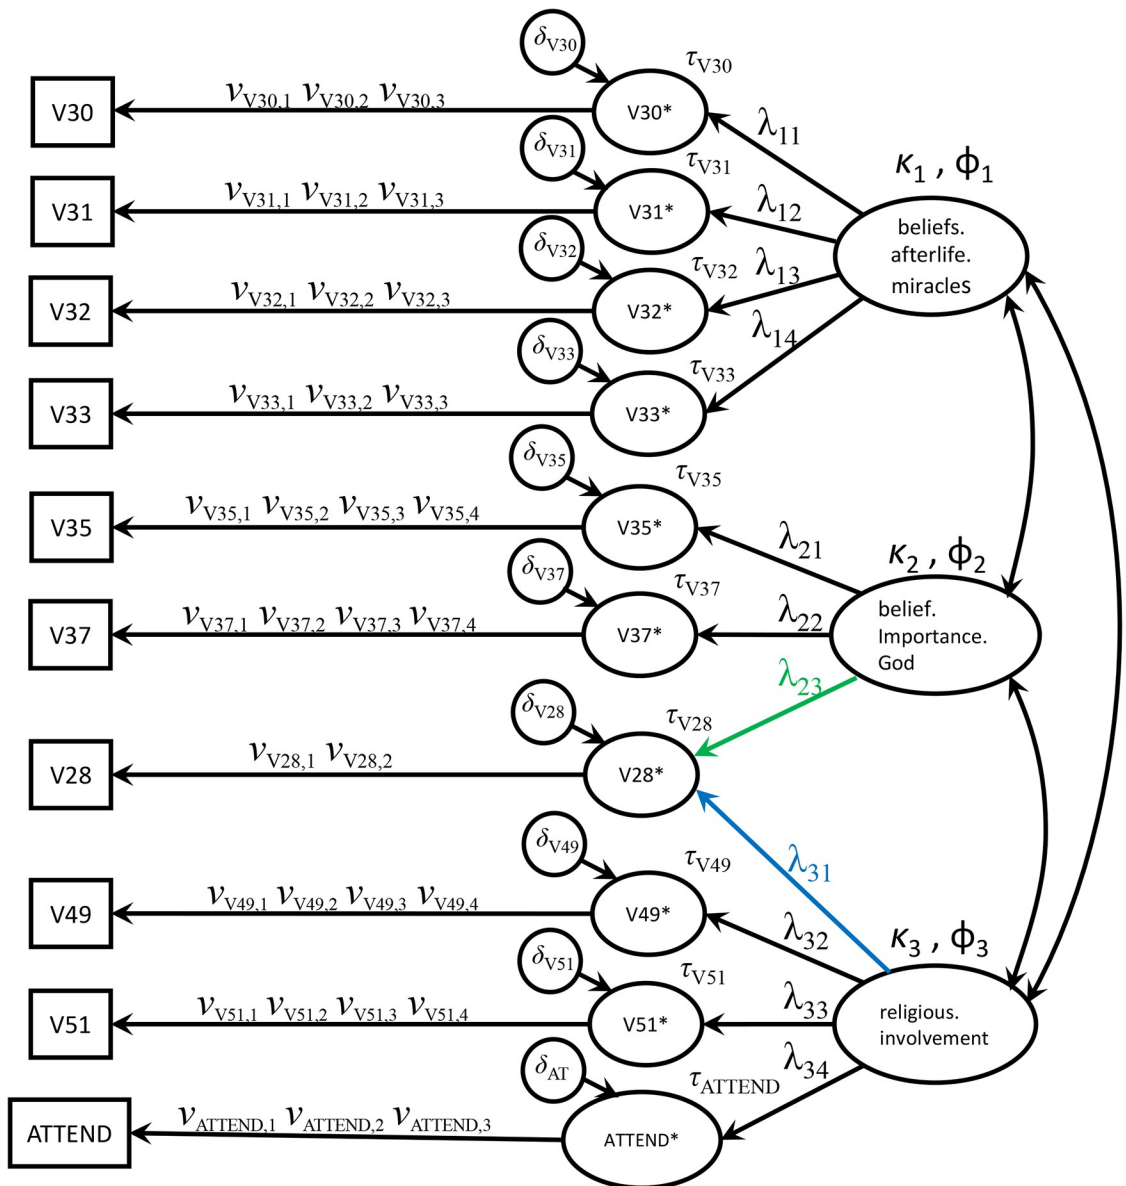 δV30
τV30
V30
νV30,1 νV30,2 νV30,3
V30*
λ11
δV31
τV31
κ1 , ϕ1
V31
νV31,1 νV31,2 νV31,3
V31*
λ12
beliefs.
afterlife.
miracles
δV32
τV32
λ13
V32
νV32,1 νV32,2 νV32,3
V32*
λ14
δV33
τV33
V33
νV33,1 νV33,2 νV33,3
V33*
δV35
τV35
V35
νV35,1 νV35,2 νV35,3 νV35,4
V35*
λ21
κ2 , ϕ2
δV37
τV37
V37
νV37,1 νV37,2 νV37,3 νV37,4
V37*
λ22
belief.
Importance.
God
λ23
δV28
τV28
V28
νV28,1 νV28,2
V28*
λ31
δV49
τV49
V49
νV49,1 νV49,2 νV49,3 νV49,4
V49*
λ32
κ3 , ϕ3
δV51
τV51
V51
νV51,1 νV51,2 νV51,3 νV51,4
V51*
λ33
religious.
involvement
λ34
δAT
τATTEND
ATTEND
νATTEND,1 νATTEND,2 νATTEND,3
ATTEND*